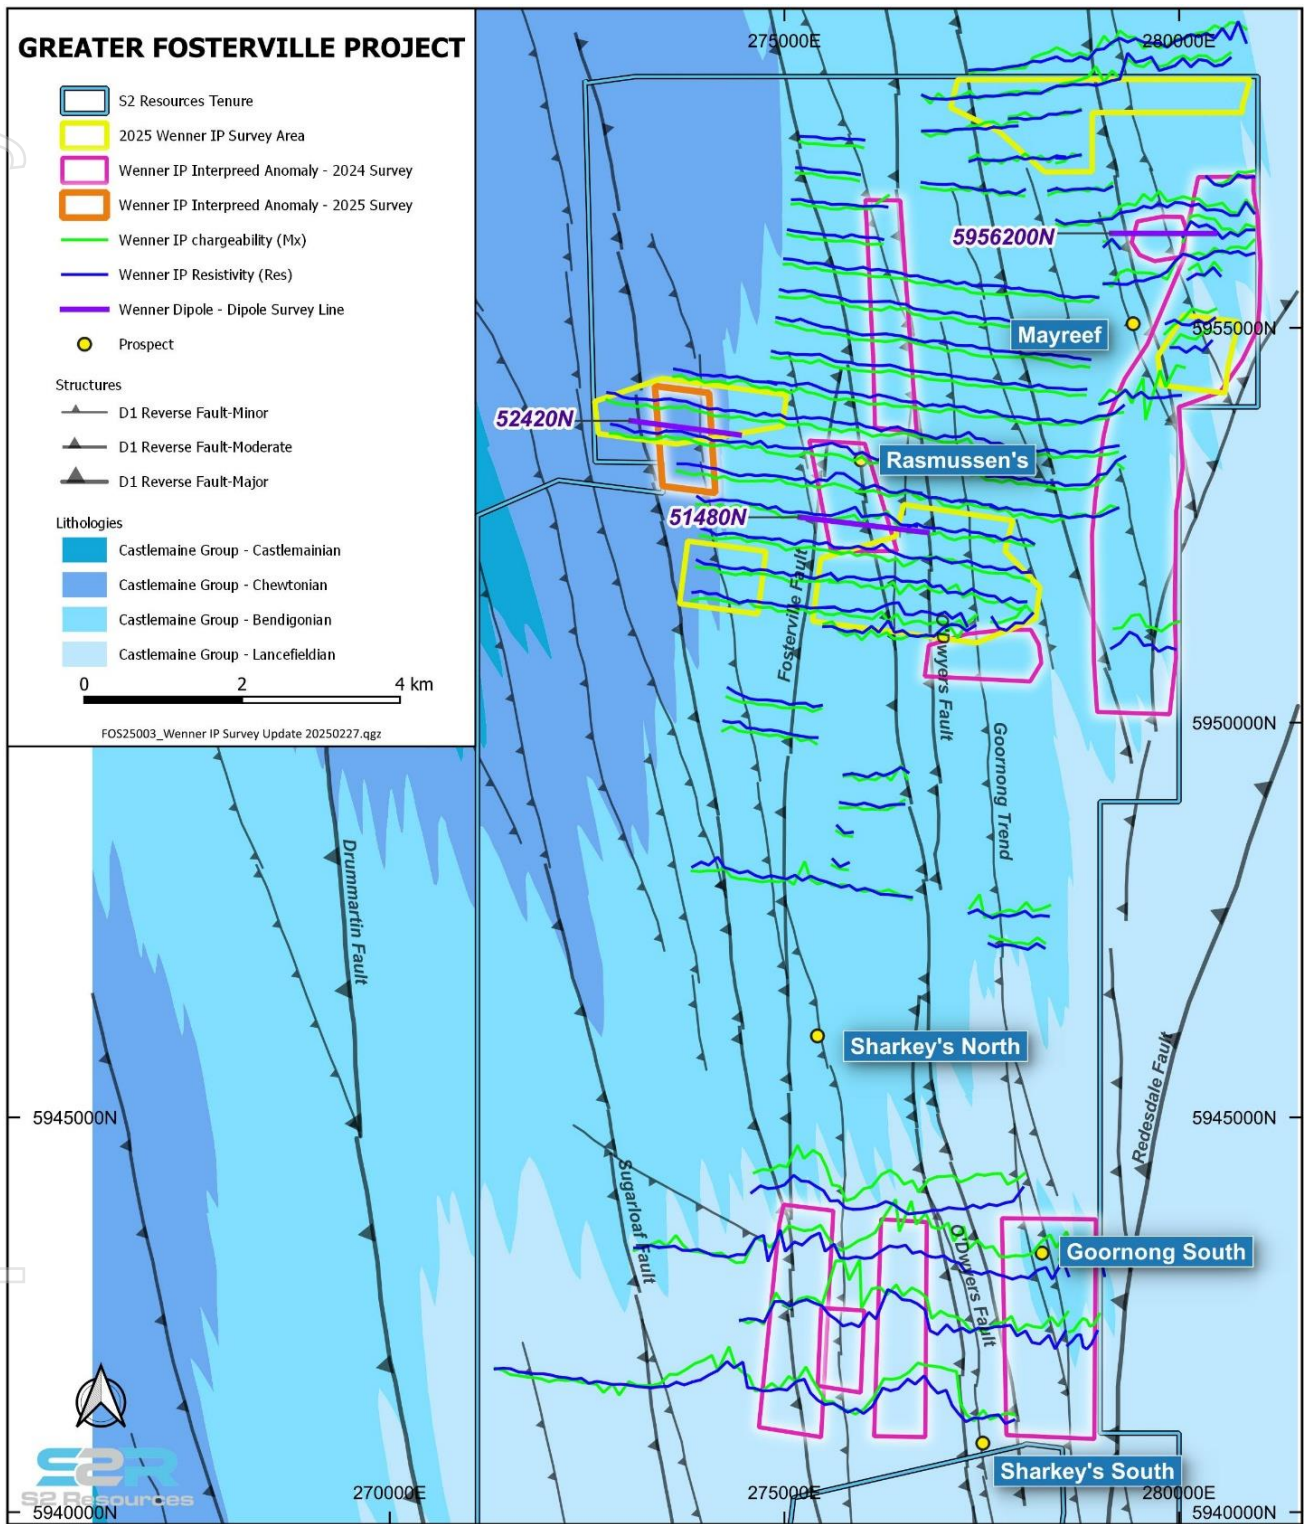 GREATER FOSTERVILLE PROJECT
S2 Resources Tenure
2025 Wenner IP Survey Area
Wenner IP Interpreed Anomaly - 2024 Survey
Wenner IP Interpreed Anomaly - 2025 Survey
Wenner IP chargeability (Mx)
Wenner IP Resistivity (Res)
Wenner Dipole - Dipole Survey Line
Prospect
Structures
D1 Reverse Fault-Minor
D1 Reverse Fault-Moderate
D1 Reverse Fault-Major
Lithologies
Castlemaine Group - Castlemainian
Castlemaine Group - Chewtonian
Castlemaine Group - Bendigonian
Castlemaine Group - Lancefieldian
0 2 4 km
FOS25003_Wenner IP Survey Update 20250227.qgz
275000E
280000E
5956200N
Mayreef
5955000N
52420N
Rasmussen's
51480N
Fosterville Fault
O'Dwyers Fault
5950000N
Goornong Trend
Drummartin Fault
Sharkey's North
5945000N
5945000N
Redesdale Fault
Sugarloaf Fault
O'Dwyers Fault
Goornong South
Sharkey's South
S2R
S2 Resources
270000E
275000E
280000E
5940000N
5940000N